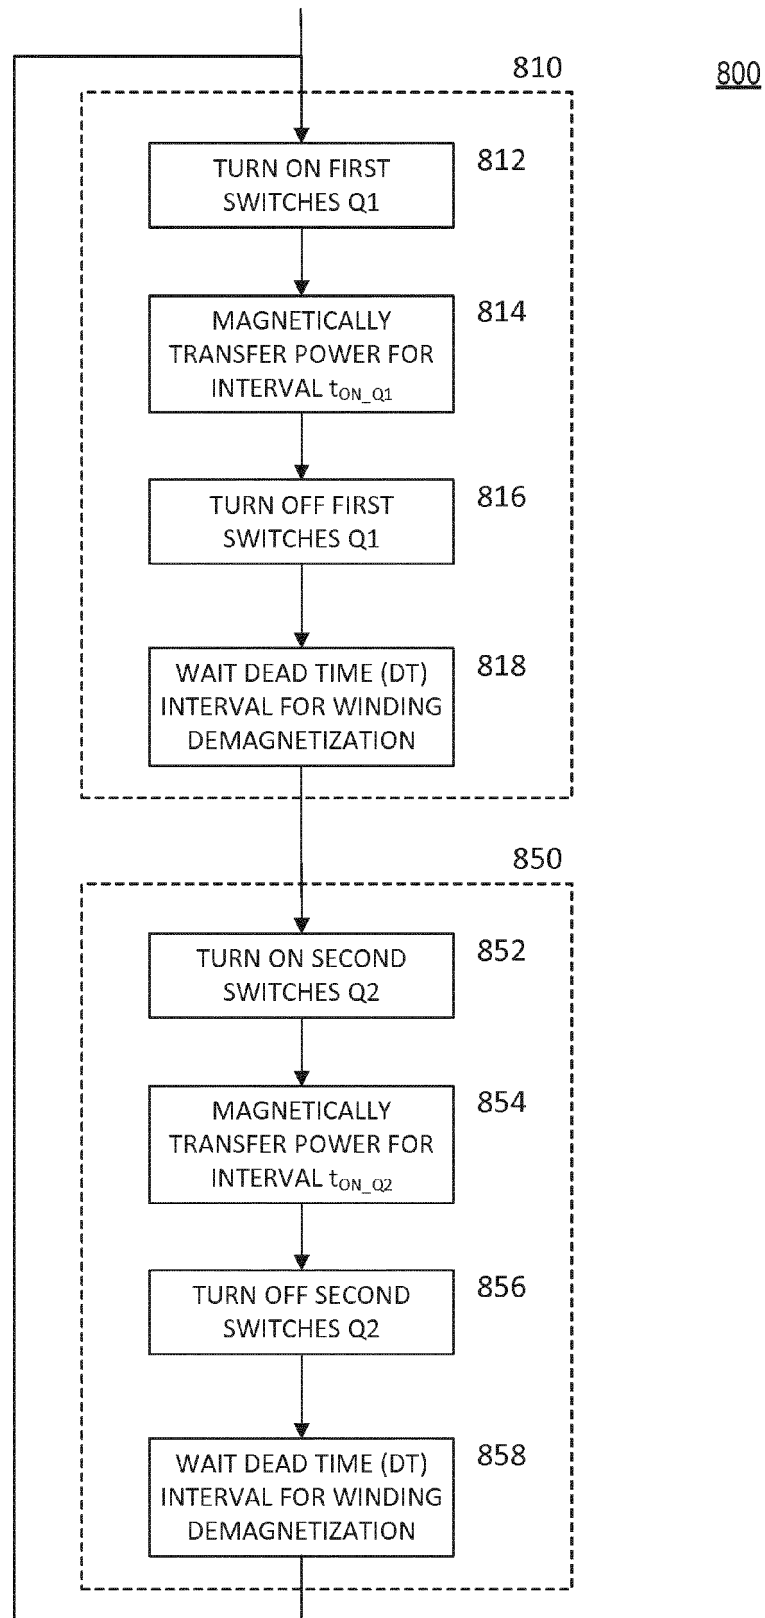 810
800
TURN ON FIRST
SWITCHES Q1
812
MAGNETICALLY
TRANSFER POWER FOR
INTERVAL tON_Q1
814
TURN OFF FIRST
SWITCHES Q1
816
WAIT DEAD TIME (DT)
INTERVAL FOR WINDING
DEMAGNETIZATION
818
850
TURN ON SECOND
SWITCHES Q2
852
MAGNETICALLY
TRANSFER POWER FOR
INTERVAL tON_Q2
854
TURN OFF SECOND
SWITCHES Q2
856
WAIT DEAD TIME (DT)
INTERVAL FOR WINDING
DEMAGNETIZATION
858